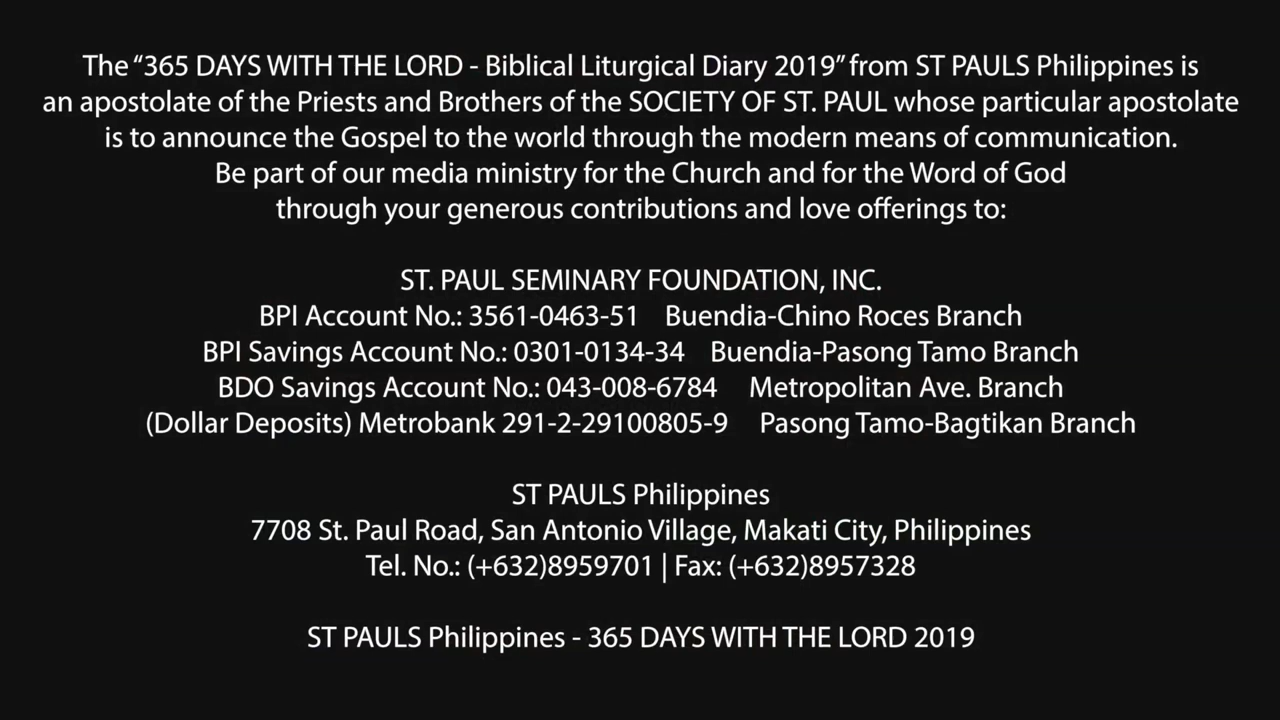 The “365 DAYS WITH THE LORD - Biblical Liturgical Diary 2019” from ST PAULS Philippines is
an apostolate of the Priests and Brothers of the SOCIETY OF ST. PAUL whose particular apostolate
is to announce the Gospel to the world through the modern means of communication.
Be part of our media ministry for the Church and for the Word of God
through your generous contributions and love offerings to:
ST. PAUL SEMINARY FOUNDATION, INC.
BPI Account No.: 3561-0463-51 Buendia-Chino Roces Branch
BPI Savings Account No.: 0301-0134-34 Buendia-Pasong Tamo Branch
BDO Savings Account No.: 043-008-6784 Metropolitan Ave. Branch
(Dollar Deposits) Metrobank 291-2-29100805-9 Pasong Tamo-Bagtikan Branch
ST PAULS Philippines
7708 St. Paul Road, San Antonio Village, Makati City, Philippines
Tel. No.: (+632)8959701 | Fax: (+632)8957328
ST PAULS Philippines - 365 DAYS WITH THE LORD 2019